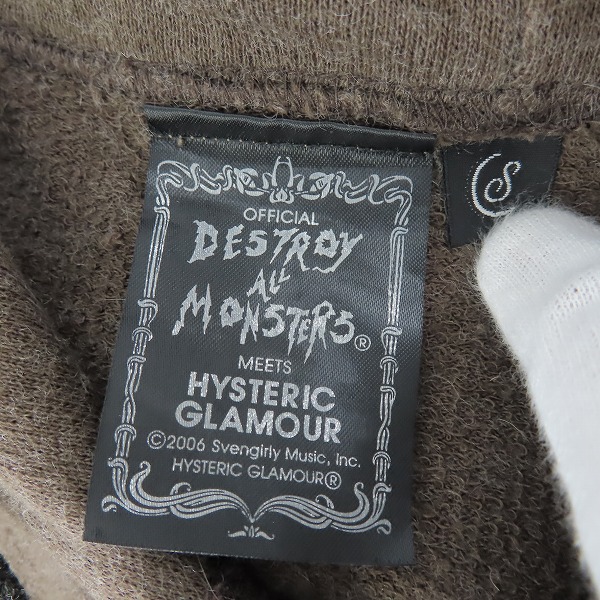 OFFICIAL
DESTROY
ALL
MONSTERS®
MEETS
HYSTERIC
GLAMOUR
©2006 Svengirly Music, Inc.
HYSTERIC GLAMOUR®
S